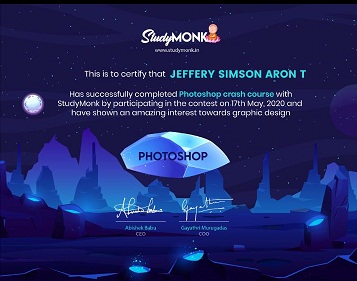 StudyMONK
www.studymonk.in
This is to certify that JEFFERY SIMSON ARON T
Has successfully completed Photoshop crash course with
StudyMonk by participating in the contest on 17th May, 2020 and
have shown an amazing interest towards graphic design
PHOTOSHOP
Abishek Babu
CEO
Gayathri Murugadas
COO